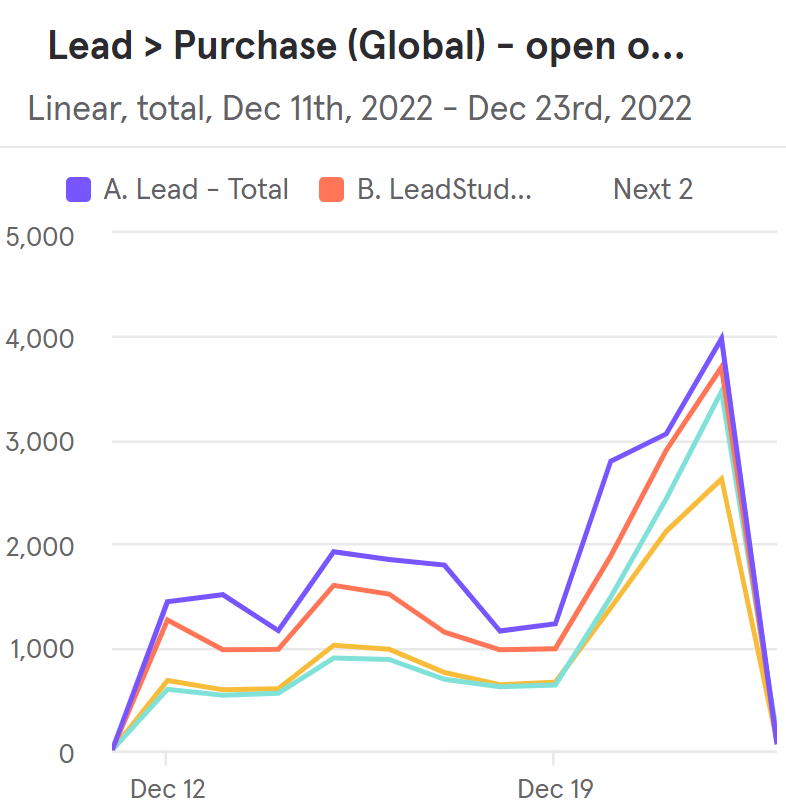 Lead > Purchase (Global) - open o...
Linear, total, Dec 11th, 2022 - Dec 23rd, 2022
A. Lead - Total B. LeadStud... Next 2
5,000
4,000
3,000
2,000
1,000
0
Dec 12 Dec 19